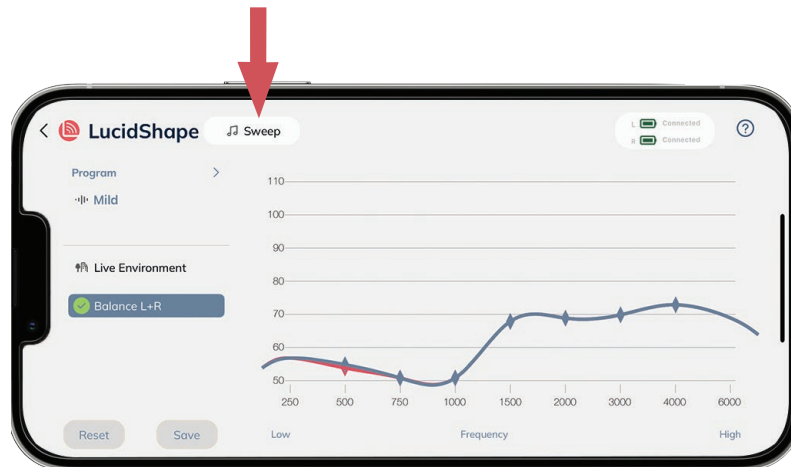 LucidShape
Sweep
L Connected
R Connected
?
Program >
Mild
Live Environment
Balance L+R
110
100
90
80
70
60
50
250 500 750 1000 1500 2000 3000 4000 6000
Reset Save
Low Frequency High